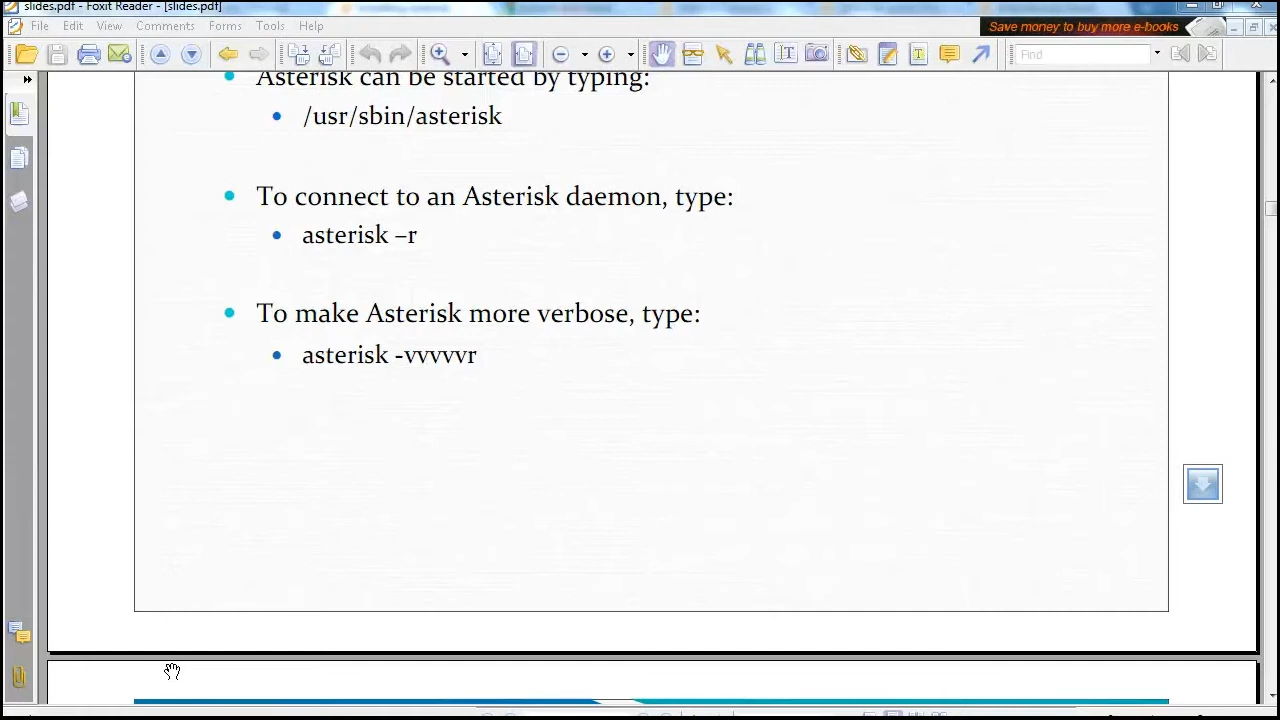 slides.pdf - Foxit Reader - [slides.pdf]
File Edit View Comments Forms Tools Help
Save money to buy more e-books
Find
• Asterisk can be started by typing:
• /usr/sbin/asterisk
• To connect to an Asterisk daemon, type:
• asterisk –r
• To make Asterisk more verbose, type:
• asterisk -vvvvvr